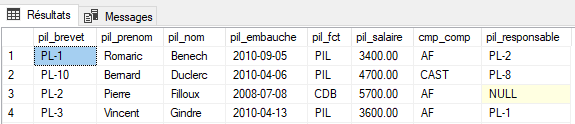 Résultats Messages
pil_brevet pil_prenom pil_nom pil_embauche pil_fct pil_salaire cmp_comp pil_responsable
1 PL-1 Romaric Benech 2010-09-05 PIL 3400.00 AF PL-2
2 PL-10 Bernard Duclerc 2010-04-06 PIL 4700.00 CAST PL-8
3 PL-2 Pierre Filloux 2008-07-08 CDB 5700.00 AF NULL
4 PL-3 Vincent Gindre 2010-04-13 PIL 3600.00 AF PL-1